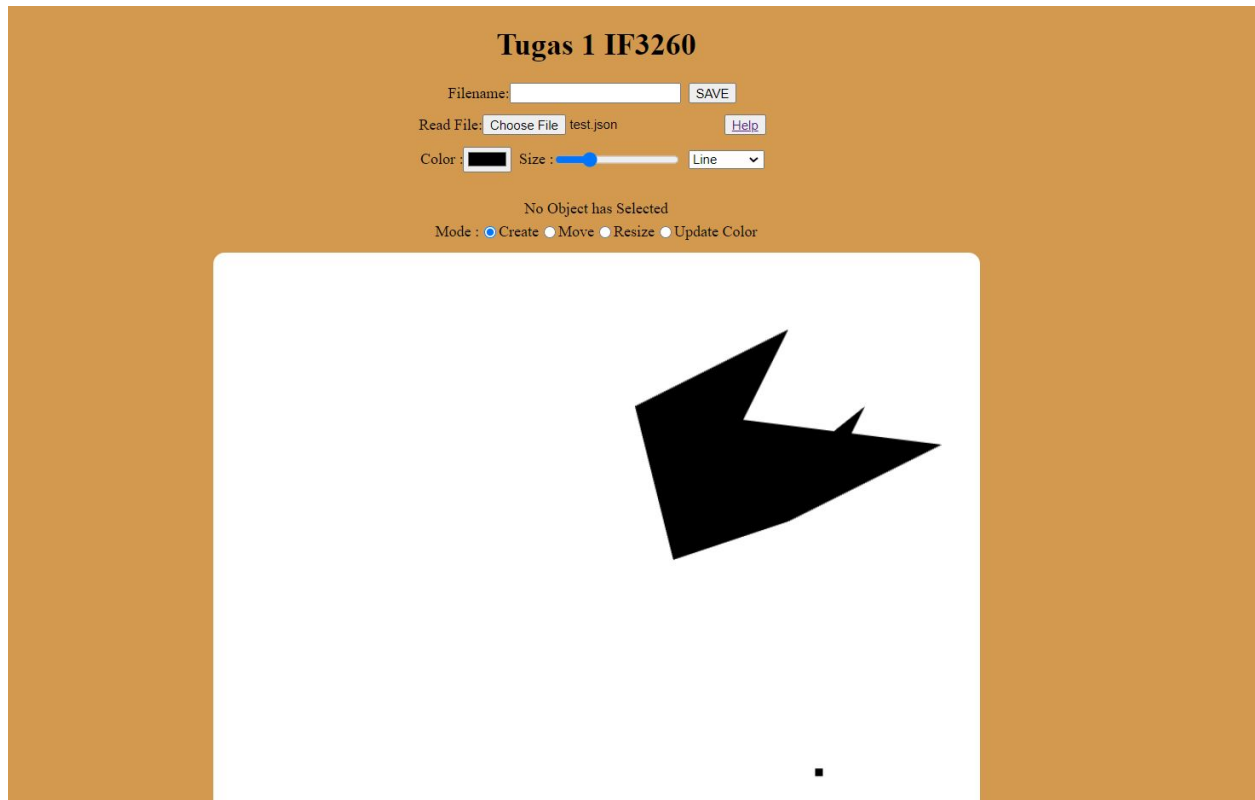 Tugas 1 IF3260
Filename: SAVE
Read File: Choose File test.json Help
Color : Size : Line
No Object has Selected
Mode : Create Move Resize Update Color